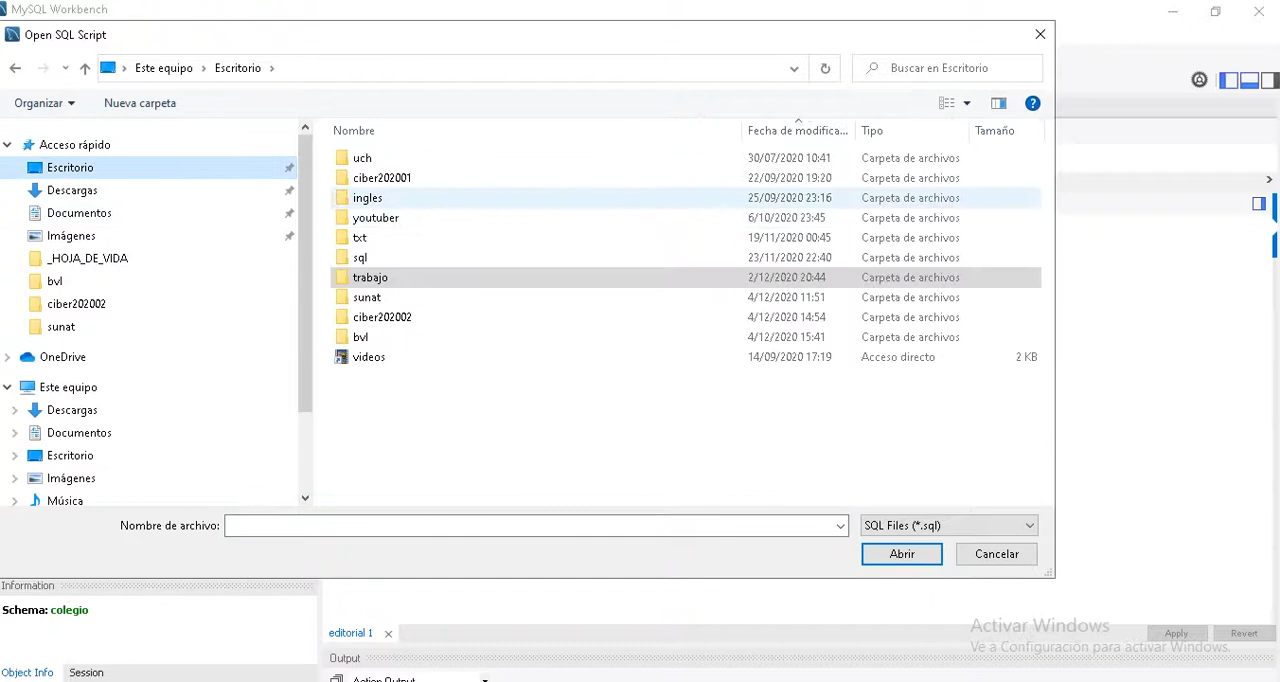 MySQL Workbench
Open SQL Script
Este equipo Escritorio
Buscar en Escritorio
Organizar Nueva carpeta
Acceso rápido
Escritorio
Descargas
Documentos
Imágenes
_HOJA_DE_VIDA
bvl
ciber202002
sunat
OneDrive
Este equipo
Descargas
Documentos
Escritorio
Imágenes
Música
Nombre Fecha de modifica... Tipo Tamaño
uch 30/07/2020 10:41 Carpeta de archivos
ciber202001 22/09/2020 19:20 Carpeta de archivos
ingles 25/09/2020 23:16 Carpeta de archivos
youtuber 6/10/2020 23:45 Carpeta de archivos
txt 19/11/2020 00:45 Carpeta de archivos
sql 23/11/2020 22:40 Carpeta de archivos
trabajo 2/12/2020 20:44 Carpeta de archivos
sunat 4/12/2020 11:51 Carpeta de archivos
ciber202002 4/12/2020 14:54 Carpeta de archivos
bvl 4/12/2020 15:41 Carpeta de archivos
videos 14/09/2020 17:19 Acceso directo 2 KB
Nombre de archivo: SQL Files (*.sql)
Abrir Cancelar
Information
Schema: colegio
Object Info Session
editorial 1
Apply Revert
Output
Action Output
Activar Windows
Ve a Configuración para activar Windows.